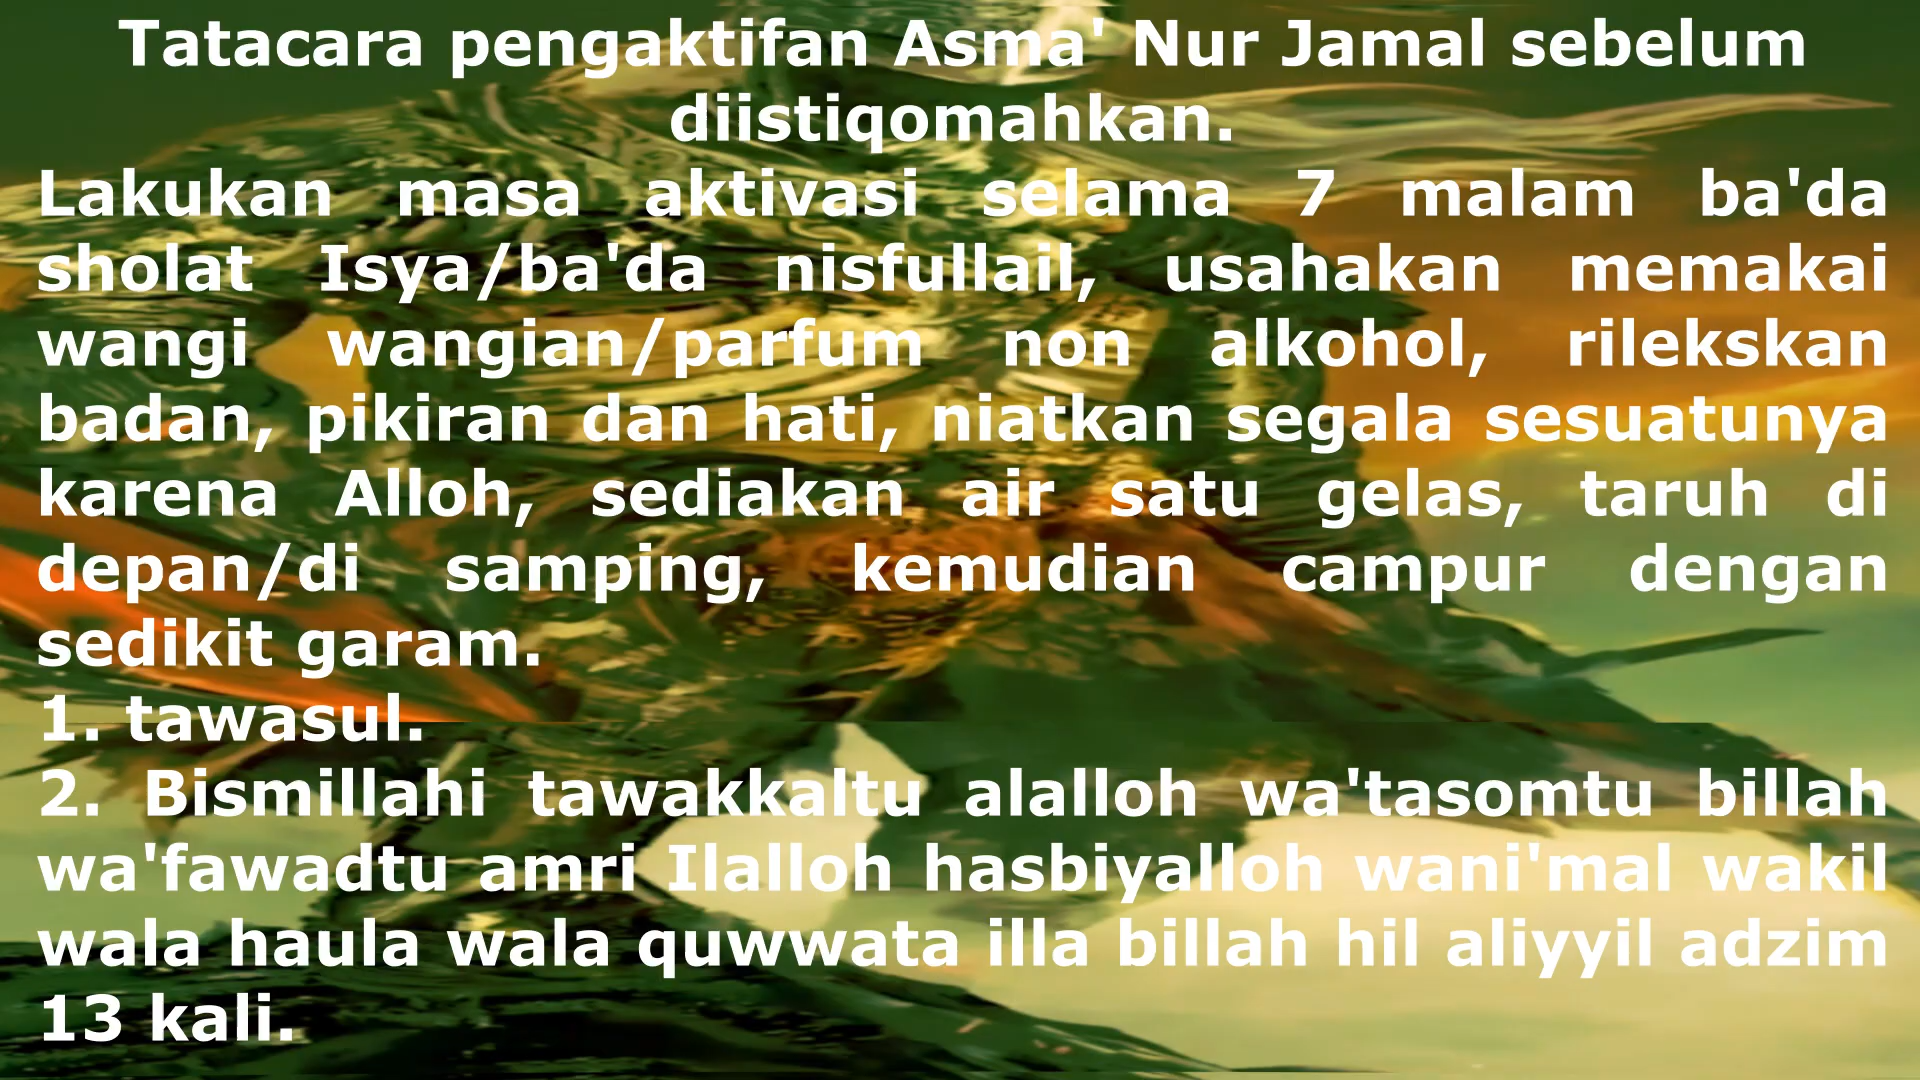 Tatacara pengaktifan Asma' Nur Jamal sebelum
diistiqomahkan.
Lakukan masa aktivasi selama 7 malam ba'da
sholat Isya/ba'da nisfullail, usahakan memakai
wangi wangian/parfum non alkohol, rilekskan
badan, pikiran dan hati, niatkan segala sesuatunya
karena Alloh, sediakan air satu gelas, taruh di
depan/di samping, kemudian campur dengan
sedikit garam.
1. tawasul.
2. Bismillahi tawakkaltu alalloh wa'tasomtu billah
wa'fawadtu amri Ilalloh hasbiyalloh wani'mal wakil
wala haula wala quwwata illa billah hil aliyyil adzim
13 kali.